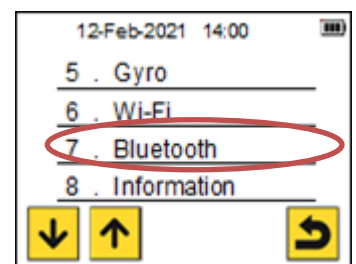 12-Feb-2021 14:00
5 . Gyro
6 . Wi-Fi
7 . Bluetooth
8 . Information